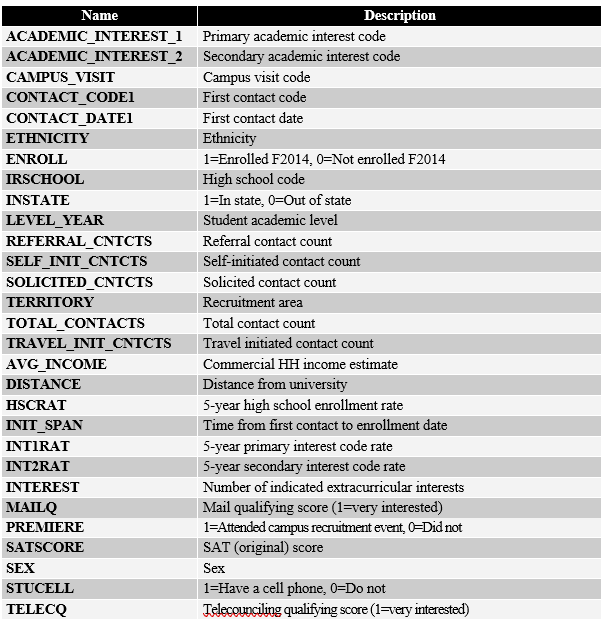 Name Description
ACADEMIC_INTEREST_1 Primary academic interest code
ACADEMIC_INTEREST_2 Secondary academic interest code
CAMPUS_VISIT Campus visit code
CONTACT_CODE1 First contact code
CONTACT_DATE1 First contact date
ETHNICITY Ethnicity
ENROLL 1=Enrolled F2014, 0=Not enrolled F2014
IRSCHOOL High school code
INSTATE 1=In state, 0=Out of state
LEVEL_YEAR Student academic level
REFERRAL_CNTCTS Referral contact count
SELF_INIT_CNTCTS Self-initiated contact count
SOLICITED_CNTCTS Solicited contact count
TERRITORY Recruitment area
TOTAL_CONTACTS Total contact count
TRAVEL_INIT_CNTCTS Travel initiated contact count
AVG_INCOME Commercial HH income estimate
DISTANCE Distance from university
HSCRAT 5-year high school enrollment rate
INIT_SPAN Time from first contact to enrollment date
INT1RAT 5-year primary interest code rate
INT2RAT 5-year secondary interest code rate
INTEREST Number of indicated extracurricular interests
MAILQ Mail qualifying score (1=very interested)
PREMIERE 1=Attended campus recruitment event, 0=Did not
SATSCORE SAT (original) score
SEX Sex
STUCELL 1=Have a cell phone, 0=Do not
TELECQ Telecounciling qualifying score (1=very interested)